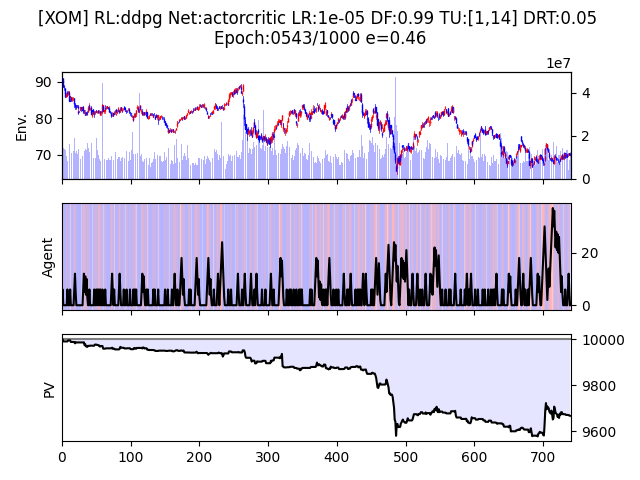 [XOM] RL:ddpg Net:actorcritic LR:1e-05 DF:0.99 TU:[1,14] DRT:0.05
Epoch:0543/1000 e=0.46
1e7
Env.
90
80
70
4
2
0
Agent
20
0
PV
10000
9800
9600
0 100 200 300 400 500 600 700